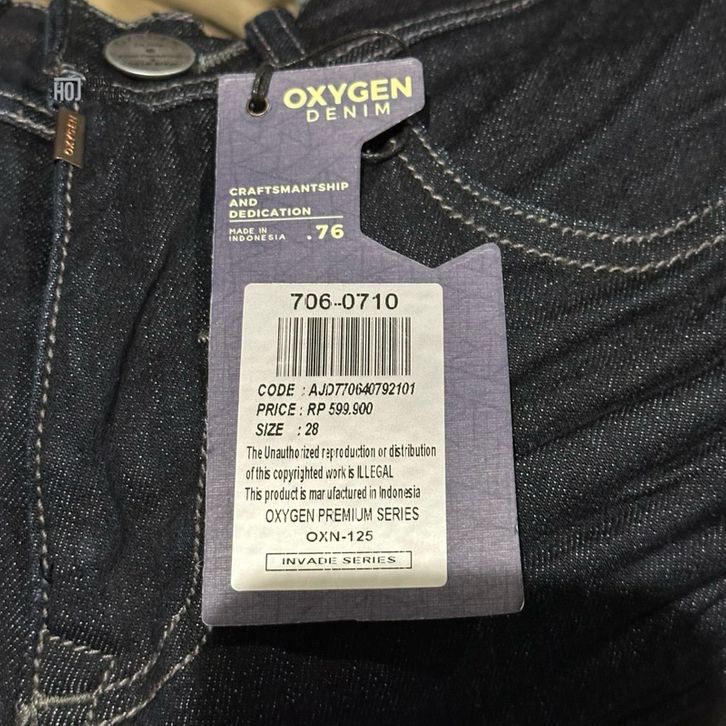 HOJ
OXYGEN
OXYGEN
DENIM
CRAFTSMANTSHIP
AND
DEDICATION
MADE IN
INDONESIA .76
706-0710
CODE : AJD770640792101
PRICE : RP 599.900
SIZE : 28
The Unauthorized reproduction or distribution
of this copyrighted work is ILLEGAL
This product is manufactured in Indonesia
OXYGEN PREMIUM SERIES
OXN-125
INVADE SERIES